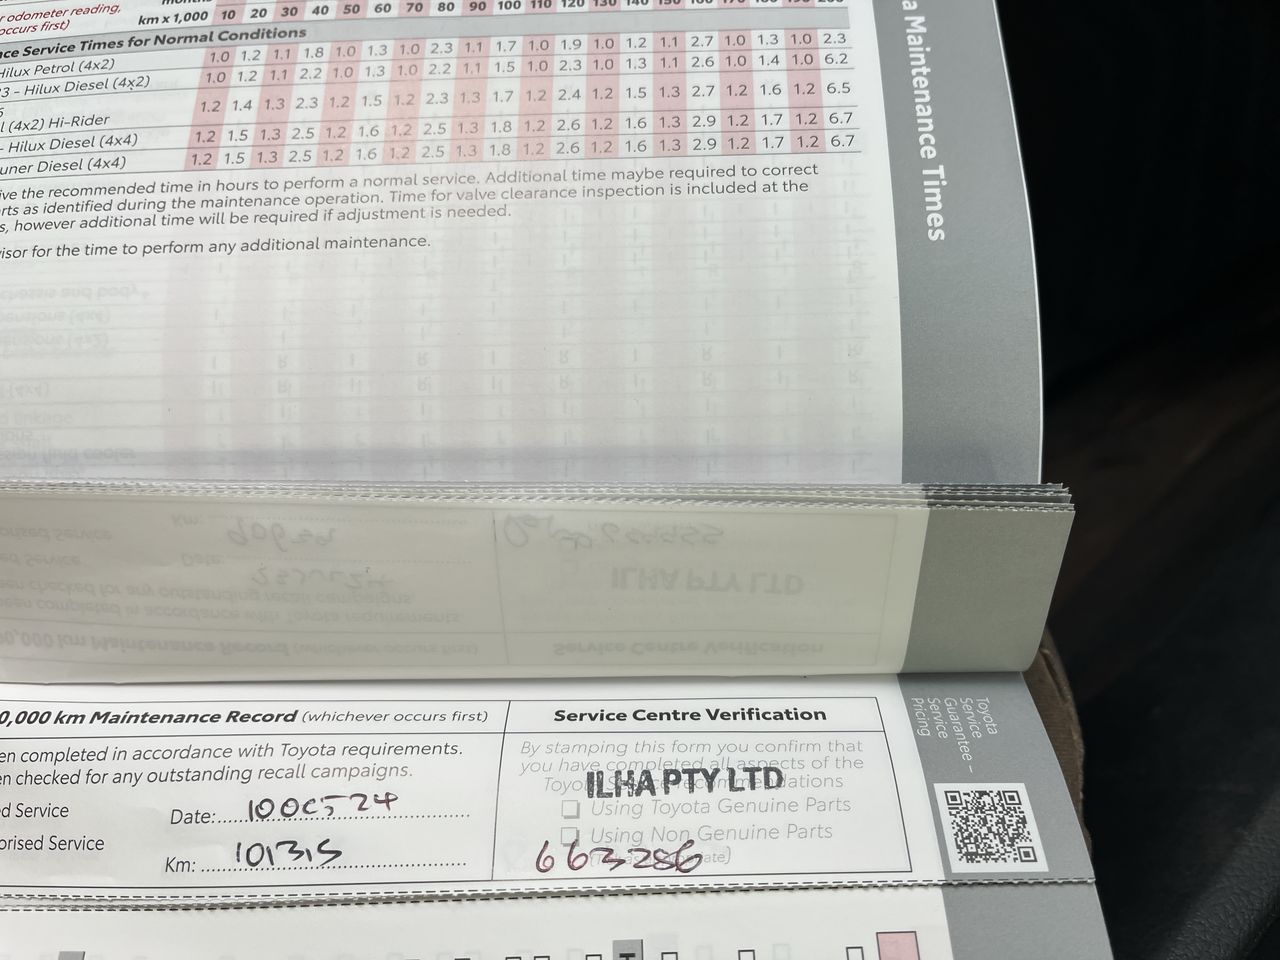 or odometer reading,
occurs first)
km x 1,000 10 20 30 40 50 60 70 80 90 100 110 120 130 140 150
nce Service Times for Normal Conditions
Hilux Petrol (4x2) 1.0 1.2 1.1 1.8 1.0 1.3 1.0 2.3 1.1 1.7 1.0 1.9 1.0 1.2 1.1 2.7 1.0 1.3 1.0 2.3
3 - Hilux Diesel (4x2) 1.0 1.2 1.1 2.2 1.0 1.3 1.0 2.2 1.1 1.5 1.0 2.3 1.0 1.3 1.1 2.6 1.0 1.4 1.0 6.2
l (4x2) Hi-Rider 1.2 1.4 1.3 2.3 1.2 1.5 1.2 2.3 1.3 1.7 1.2 2.4 1.2 1.5 1.3 2.7 1.2 1.6 1.2 6.5
- Hilux Diesel (4x4) 1.2 1.5 1.3 2.5 1.2 1.6 1.2 2.5 1.3 1.8 1.2 2.6 1.2 1.6 1.3 2.9 1.2 1.7 1.2 6.7
uner Diesel (4x4) 1.2 1.5 1.3 2.5 1.2 1.6 1.2 2.5 1.3 1.8 1.2 2.6 1.2 1.6 1.3 2.9 1.2 1.7 1.2 6.7
ive the recommended time in hours to perform a normal service. Additional time maybe required to correct
rts as identified during the maintenance operation. Time for valve clearance inspection is included at the
s, however additional time will be required if adjustment is needed.
visor for the time to perform any additional maintenance.
a Maintenance Times
0,000 km Maintenance Record (whichever occurs first)
en completed in accordance with Toyota requirements.
en checked for any outstanding recall campaigns.
d Service
Date: 10 OCT 24
orised Service
Km: 101315
Service Centre Verification
By stamping this form you confirm that
you have completed all aspects of the
Toyota Service recommendations
ILHA PTY LTD
Using Toyota Genuine Parts
Using Non Genuine Parts
663286
Toyota
Service
Guarantee –
Service
Pricing